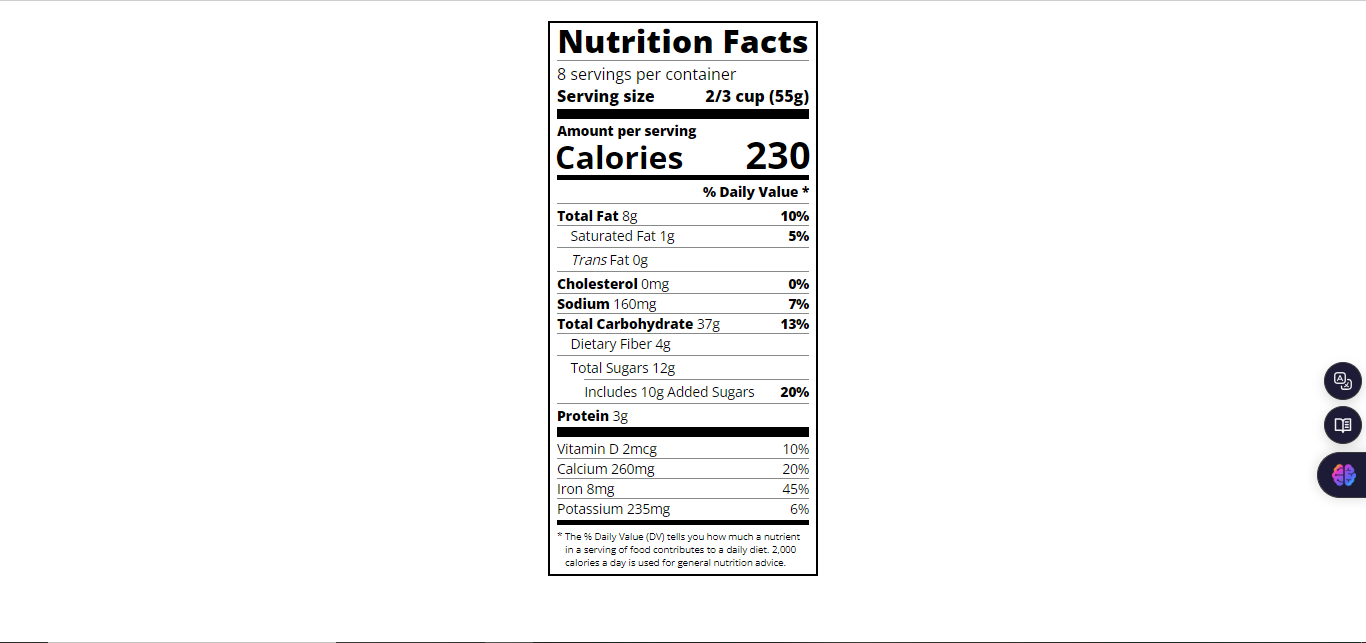 Nutrition Facts
8 servings per container
Serving size 2/3 cup (55g)
Amount per serving
Calories 230
% Daily Value *
Total Fat 8g 10%
Saturated Fat 1g 5%
Trans Fat 0g
Cholesterol 0mg 0%
Sodium 160mg 7%
Total Carbohydrate 37g 13%
Dietary Fiber 4g
Total Sugars 12g
Includes 10g Added Sugars 20%
Protein 3g
Vitamin D 2mcg 10%
Calcium 260mg 20%
Iron 8mg 45%
Potassium 235mg 6%
* The % Daily Value (DV) tells you how much a nutrient
in a serving of food contributes to a daily diet. 2,000
calories a day is used for general nutrition advice.